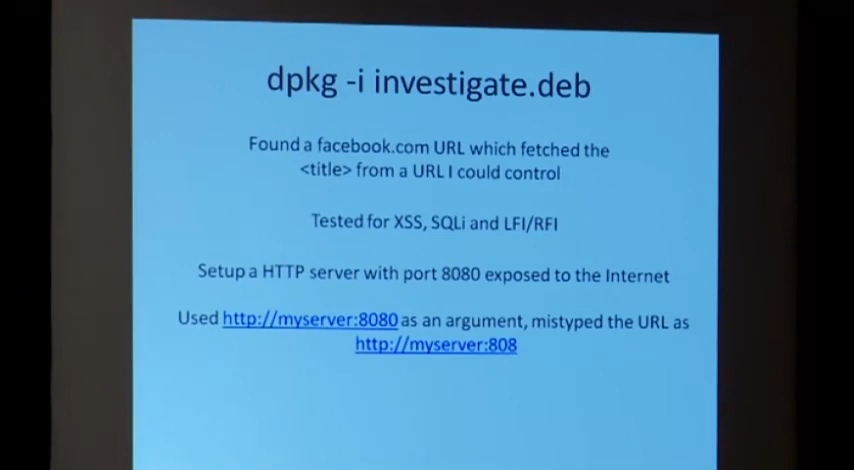 dpkg -i investigate.deb
Found a facebook.com URL which fetched the
<title> from a URL I could control
Tested for XSS, SQLi and LFI/RFI
Setup a HTTP server with port 8080 exposed to the Internet
Used http://myserver:8080 as an argument, mistyped the URL as
http://myserver:808